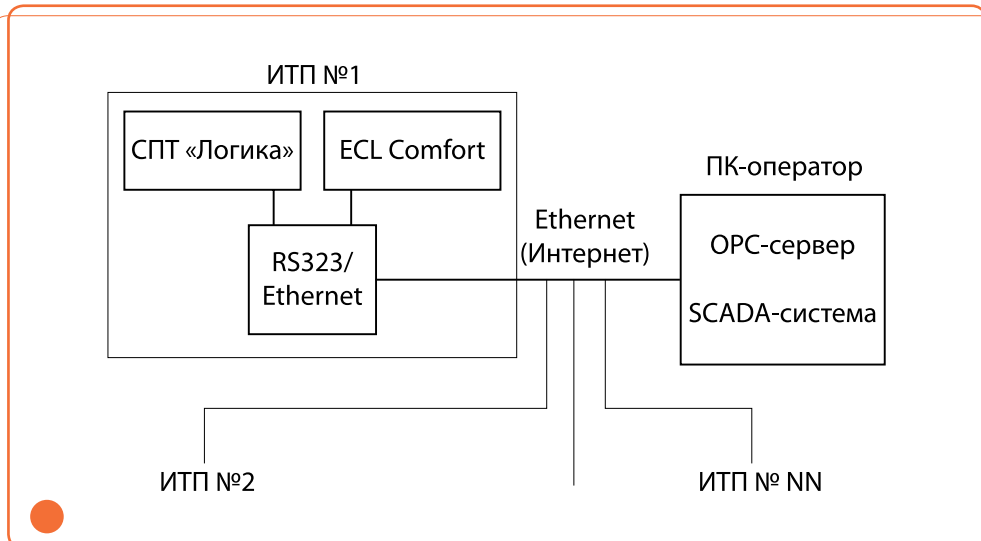 ИТП №1
СПТ «Логика»
ECL Comfort
RS323/
Ethernet
Ethernet
(Интернет)
ПК-оператор
OPC-сервер
SCADA-система
ИТП №2
ИТП № NN